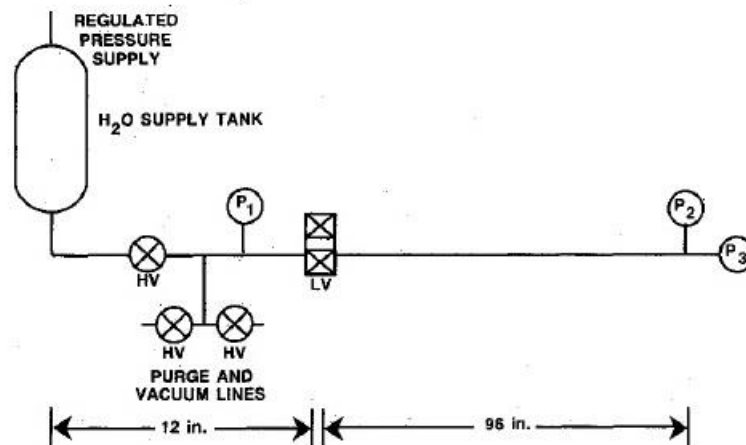 REGULATED
PRESSURE
SUPPLY
H2O SUPPLY TANK
P1
P2
P3
HV
LV
HV
HV
PURGE AND
VACUUM LINES
12 in.
96 in.